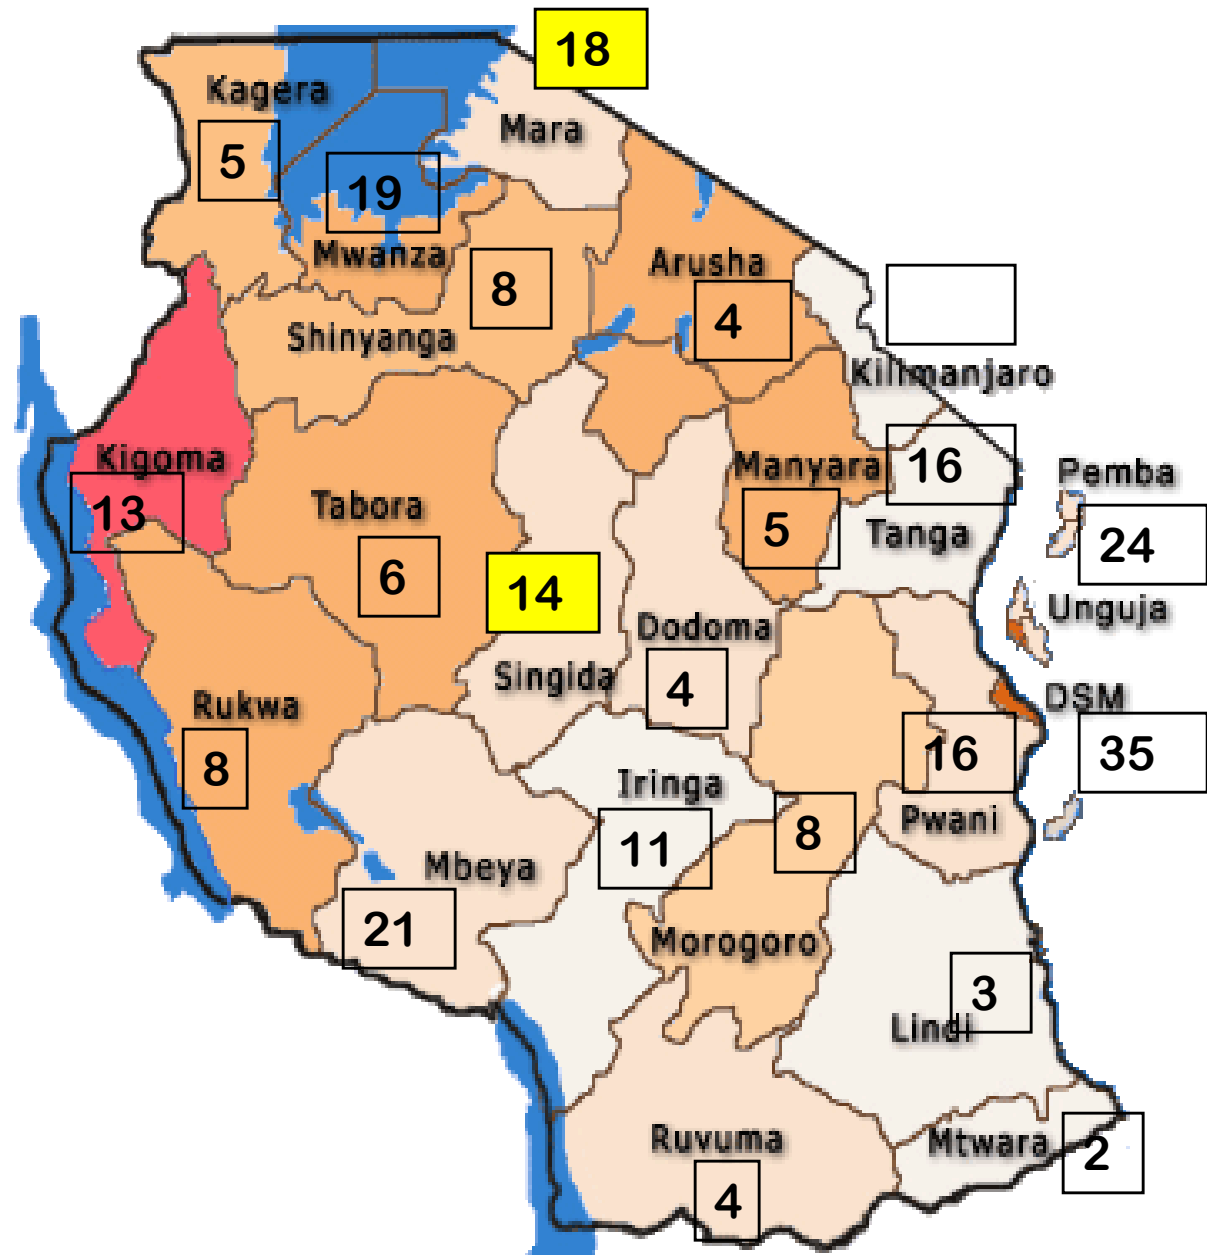 18
Kagera
Mara
5
19
Mwanza
Arusha
8
4
Shinyanga
Kilimanjaro
Kigoma
Manyara
16
Pemba
13
Tabora
5
Tanga
24
6
14
Unguja
Dodoma
Singida
4
DSM
Rukwa
8
16
35
Iringa
Pwani
11
8
Mbeya
21
Morogoro
3
Lindi
Ruvuma
Mtwara
2
4